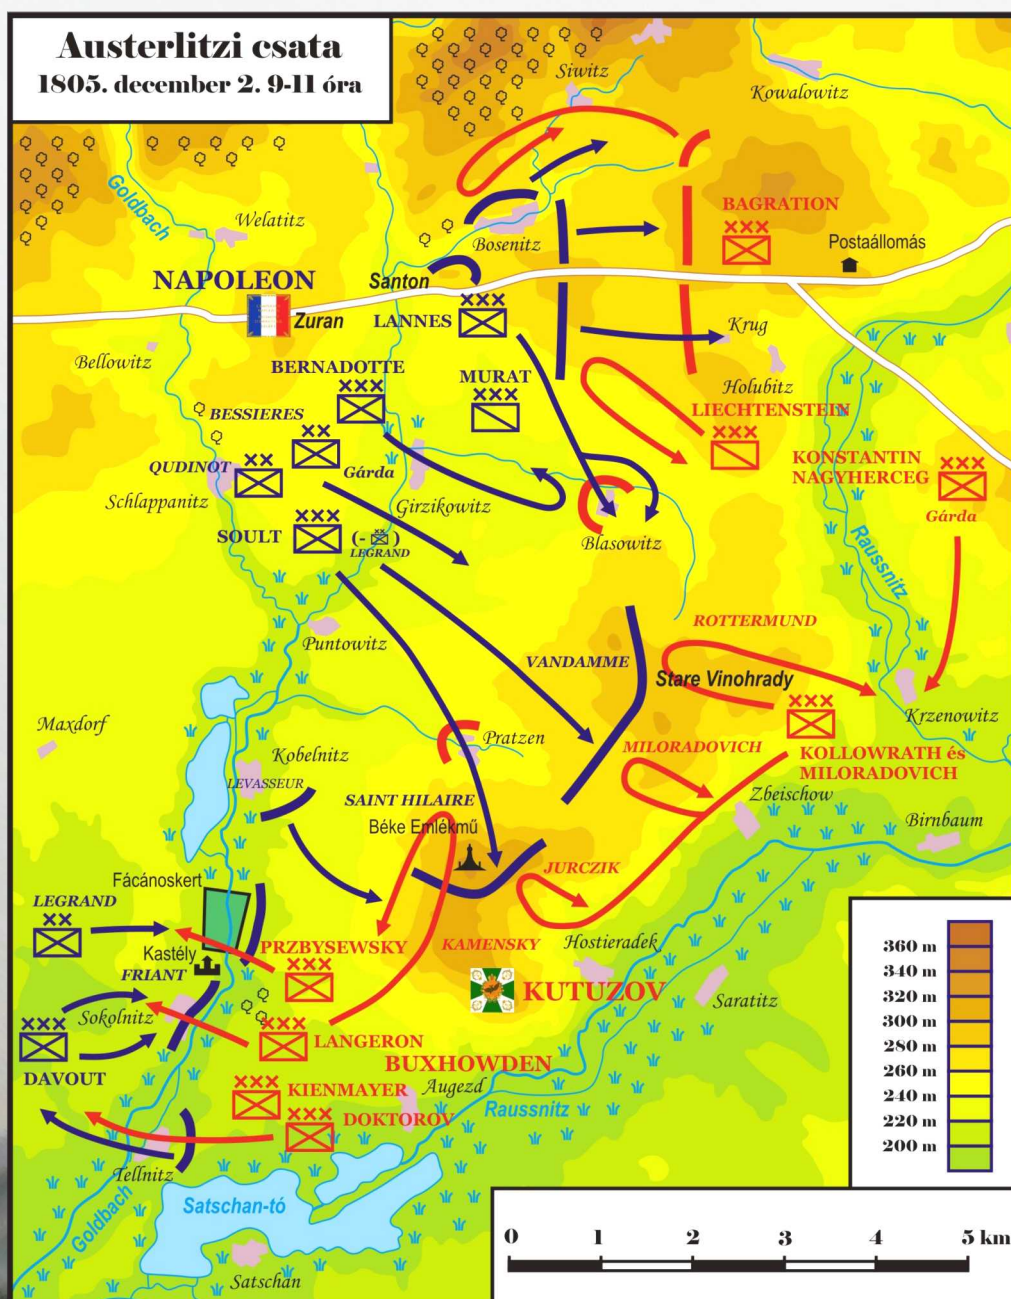 Austerlitzi csata
1805. december 2. 9-11 óra
Siwitz
Kowalowitz
Goldbach
Welatitz
BAGRATION
Bosenitz
Postaállomás
NAPOLEON
Santon
Zuran
LANNES
Krug
Bellowitz
BERNADOTTE
MURAT
Holubitz
BESSIERES
LIECHTENSTEIN
QUDINOT
Gárda
KONSTANTIN
NAGYHERCEG
Schlappanitz
Girzikowitz
Gárda
SOULT
(- )
LEGRAND
Blasowitz
Raussnitz
Puntowitz
ROTTERMUND
VANDAMME
Stare Vinohrady
Maxdorf
Krzenowitz
Pratzen
Kobelnitz
MILORADOVICH
KOLLOWRATH és
MILORADOVICH
LEVASSEUR
SAINT HILAIRE
Zbeischow
Béke Emlékmű
Birnbaum
JURCZIK
Fácánoskert
LEGRAND
PRZBYSEWSKY
KAMENSKY
Hostieradek
Kastély
FRIANT
KUTUZOV
Saratitz
Sokolnitz
LANGERON
DAVOUT
BUXHOWDEN
KIENMAYER
Augezd
Raussnitz
DOKTOROV
Tellnitz
Goldbach
Satschan-tó
Satschan
360 m
340 m
320 m
300 m
280 m
260 m
240 m
220 m
200 m
0 1 2 3 4 5 km